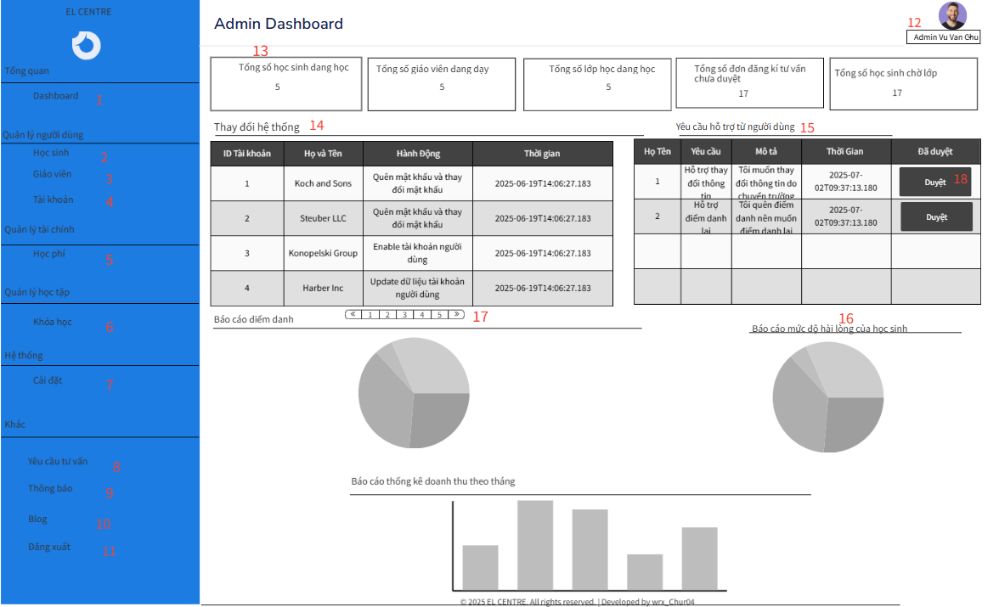 EL CENTRE
Tổng quan
Dashboard 1
Quản lý người dùng
Học sinh 2
Giáo viên 3
Tài khoản 4
Quản lý tài chính
Học phí 5
Quản lý học tập
Khóa học 6
Hệ thống
Cài đặt 7
Khác
Yêu cầu tư vấn 8
Thông báo 9
Blog 10
Đăng xuất 11
Admin Dashboard
12
Admin Vu Van Chu
13
Tổng số học sinh đang học
5
Tổng số giáo viên đang dạy
5
Tổng số lớp học đang học
5
Tổng số đơn đăng kí tư vấn
chưa duyệt
17
Tổng số học sinh chờ lớp
17
Thay đổi hệ thống 14
ID Tài khoản Họ và Tên Hành Động Thời gian
1 Koch and Sons Quên mật khẩu và thay
đổi mật khẩu 2025-06-19T14:06:27.183
2 Steuber LLC Quên mật khẩu và thay
đổi mật khẩu 2025-06-19T14:06:27.183
3 Konopelski Group Enable tài khoản người
dùng 2025-06-19T14:06:27.183
4 Harber Inc Update dữ liệu tài khoản
người dùng 2025-06-19T14:06:27.183
« 1 2 3 4 5 » 17
Yêu cầu hỗ trợ từ người dùng 15
Họ Tên Yêu cầu Mô tả Thời Gian Đã duyệt
1 Hỗ trợ thay
đổi thông
tin
Tôi muốn thay
đổi thông tin do
chuyển trường
2025-07-
02T09:37:13.180
Duyệt 18
2 Hỗ trợ
điểm danh
lại
Tôi quên điểm
danh nên muốn
điểm danh lại
2025-07-
02T09:37:13.180
Duyệt
Báo cáo điểm danh
16
Báo cáo mức độ hài lòng của học sinh
Báo cáo thống kê doanh thu theo tháng
© 2025 EL CENTRE. All rights reserved. | Developed by wrx_Chur04